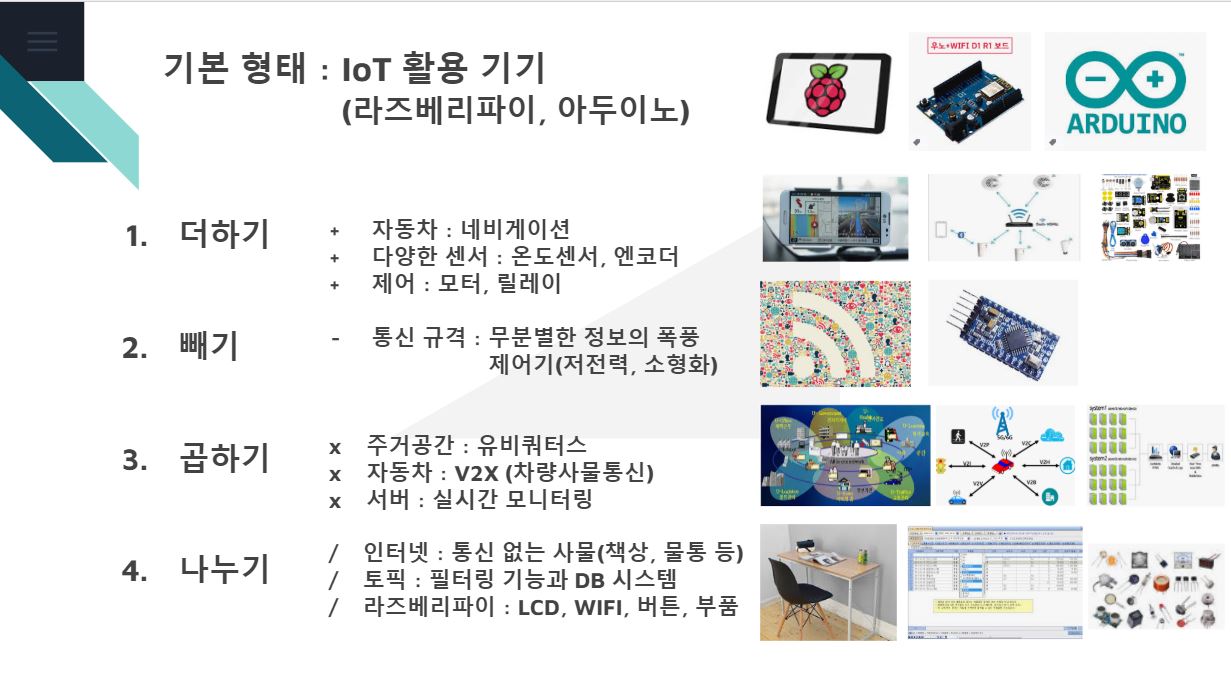 기본 형태 : IoT 활용 기기
(라즈베리파이, 아두이노)
우노+WIFI D1 R1 보드
ARDUINO
1. 더하기
+ 자동차 : 네비게이션
+ 다양한 센서 : 온도센서, 엔코더
+ 제어 : 모터, 릴레이
2. 빼기
- 통신 규격 : 무분별한 정보의 폭풍
제어기(저전력, 소형화)
3. 곱하기
x 주거공간 : 유비쿼터스
x 자동차 : V2X (차량사물통신)
x 서버 : 실시간 모니터링
5G/6G
V2P
V2C
V2I
V2H
V2V
V2B
system1
system2
4. 나누기
/ 인터넷 : 통신 없는 사물(책상, 물통 등)
/ 토픽 : 필터링 기능과 DB 시스템
/ 라즈베리파이 : LCD, WIFI, 버튼, 부품